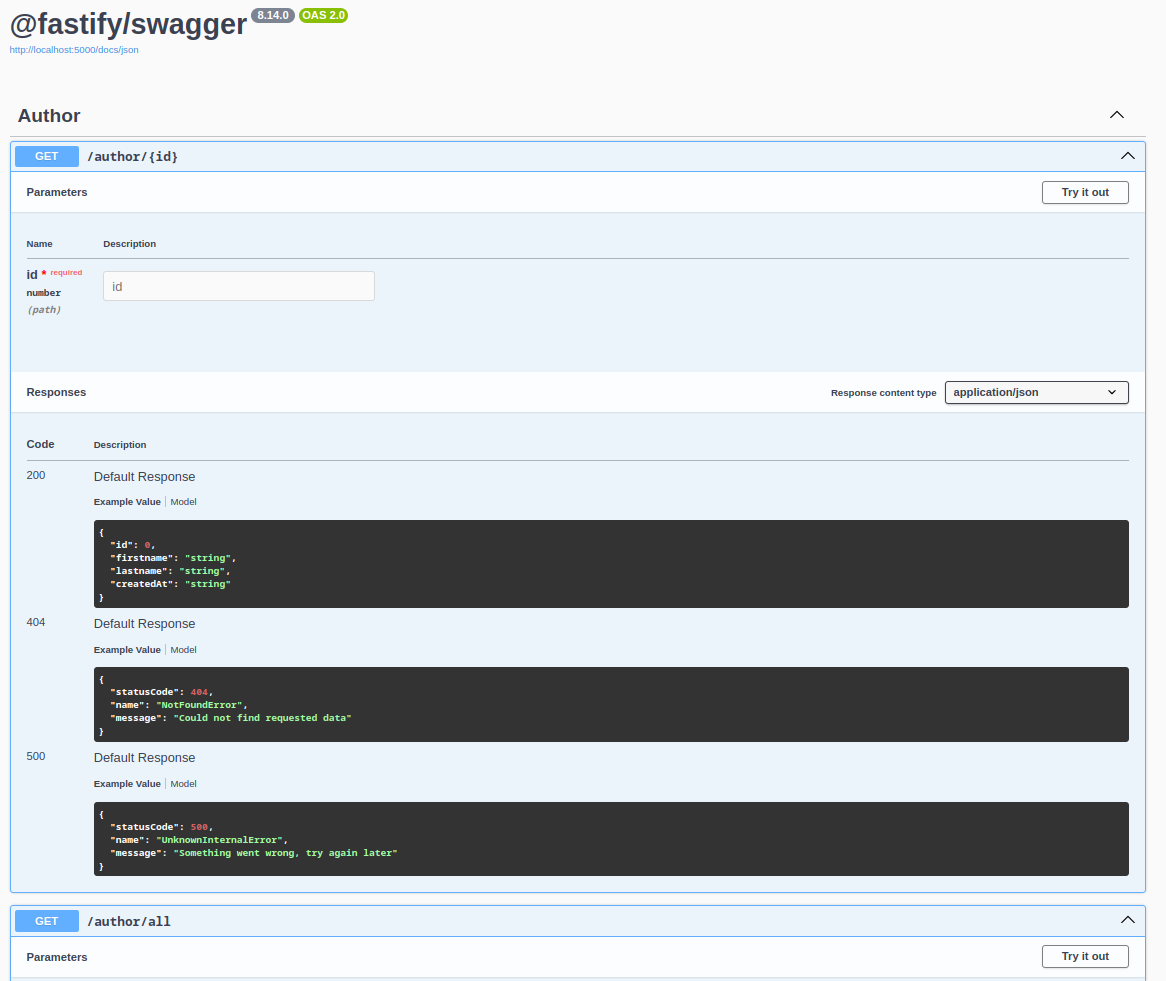 @fastify/swagger 8.14.0 OAS 2.0
http://localhost:5000/docs/json
Author
GET /author/{id}
Parameters Try it out
Name Description
id * required id
number
(path)
Responses Response content type application/json
Code Description
200 Default Response
Example Value Model
{
"id": 0,
"firstname": "string",
"lastname": "string",
"createdAt": "string"
}
404 Default Response
Example Value Model
{
"statusCode": 404,
"name": "NotFoundError",
"message": "Could not find requested data"
}
500 Default Response
Example Value Model
{
"statusCode": 500,
"name": "UnknownInternalError",
"message": "Something went wrong, try again later"
}
GET /author/all
Parameters Try it out